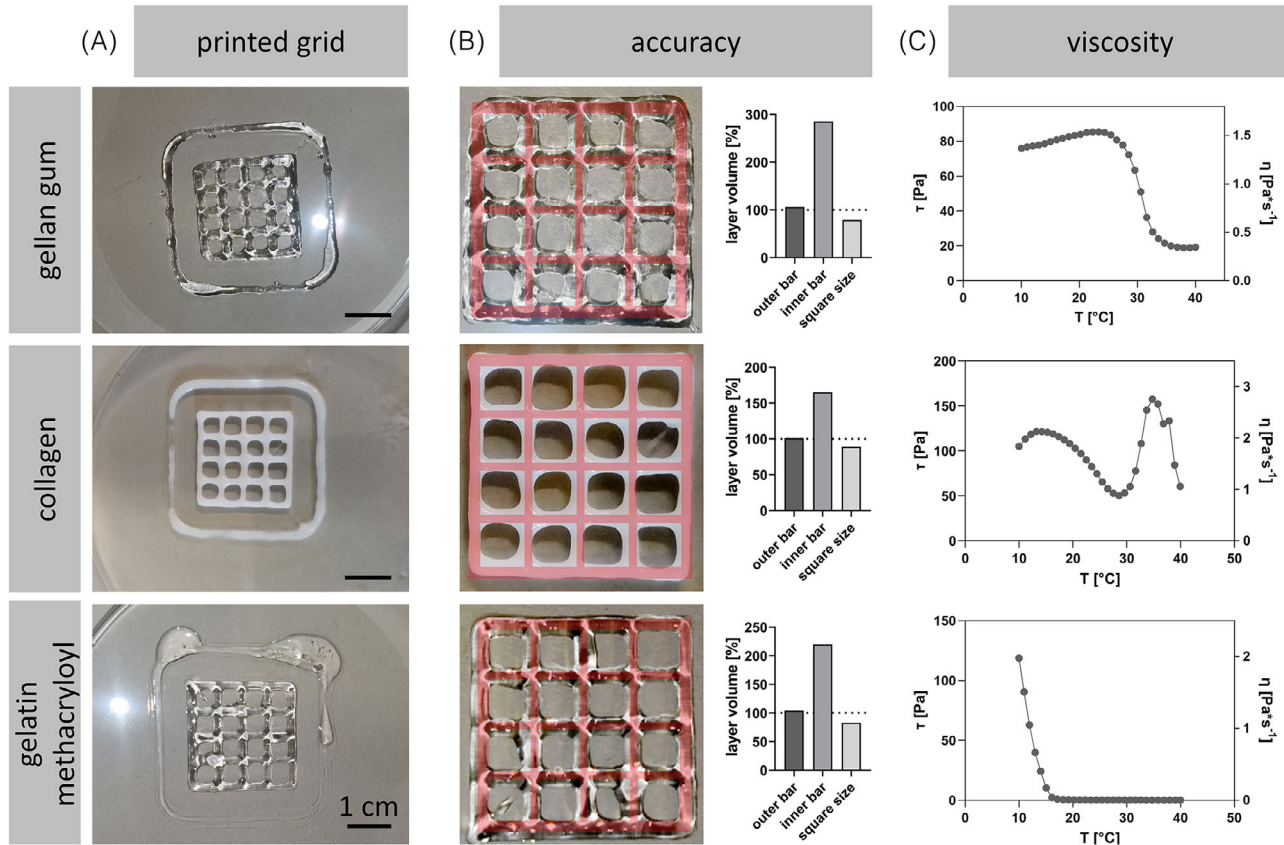 (A) printed grid (B) accuracy (C) viscosity
gellan gum
layer volume [%]
300
200
100
0
outer bar
inner bar
square size
τ [Pa]
100
80
60
40
20
0
0 10 20 30 40
T [°C]
1.5
1.0
0.5
0.0
η [Pa*s⁻¹]
collagen
layer volume [%]
200
150
100
50
0
outer bar
inner bar
square size
τ [Pa]
200
150
100
50
0
0 10 20 30 40 50
T [°C]
3
2
1
0
η [Pa*s⁻¹]
gelatin
methacryloyl
1 cm
layer volume [%]
250
200
150
100
50
0
outer bar
inner bar
square size
τ [Pa]
150
100
50
0
0 10 20 30 40 50
T [°C]
2
1
0
η [Pa*s⁻¹]